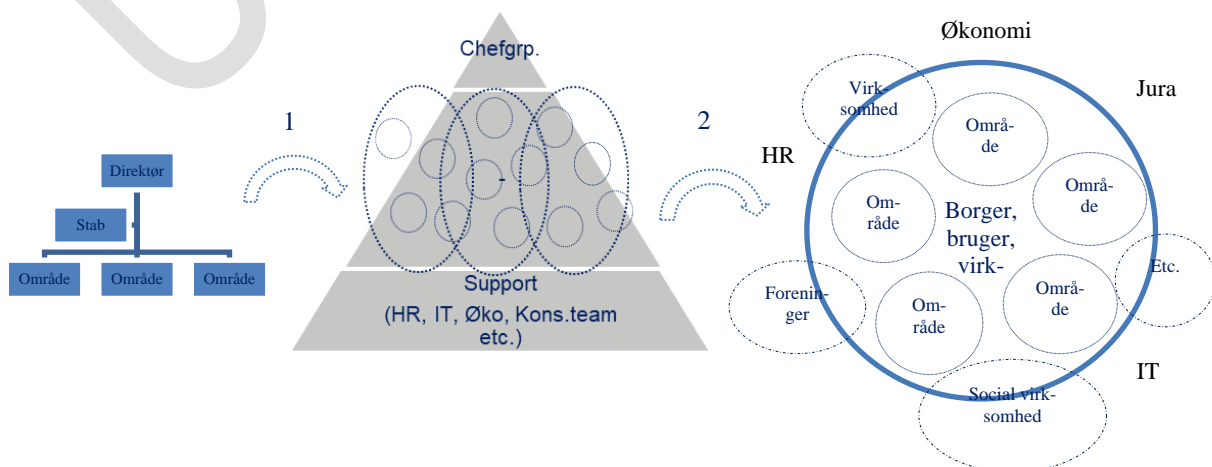 Direktør
Stab
Område
Område
Område
1
Chefgrp.
-
Support
(HR, IT, Øko, Kons.team
etc.)
2
Økonomi
Jura
HR
IT
Virk-
somhed
Områ-
de
Områ-
de
Om-
råde
Borger,
bruger,
virk-
Etc.
Forenin-
ger
Om-
råde
Områ-
de
Social virk-
somhed